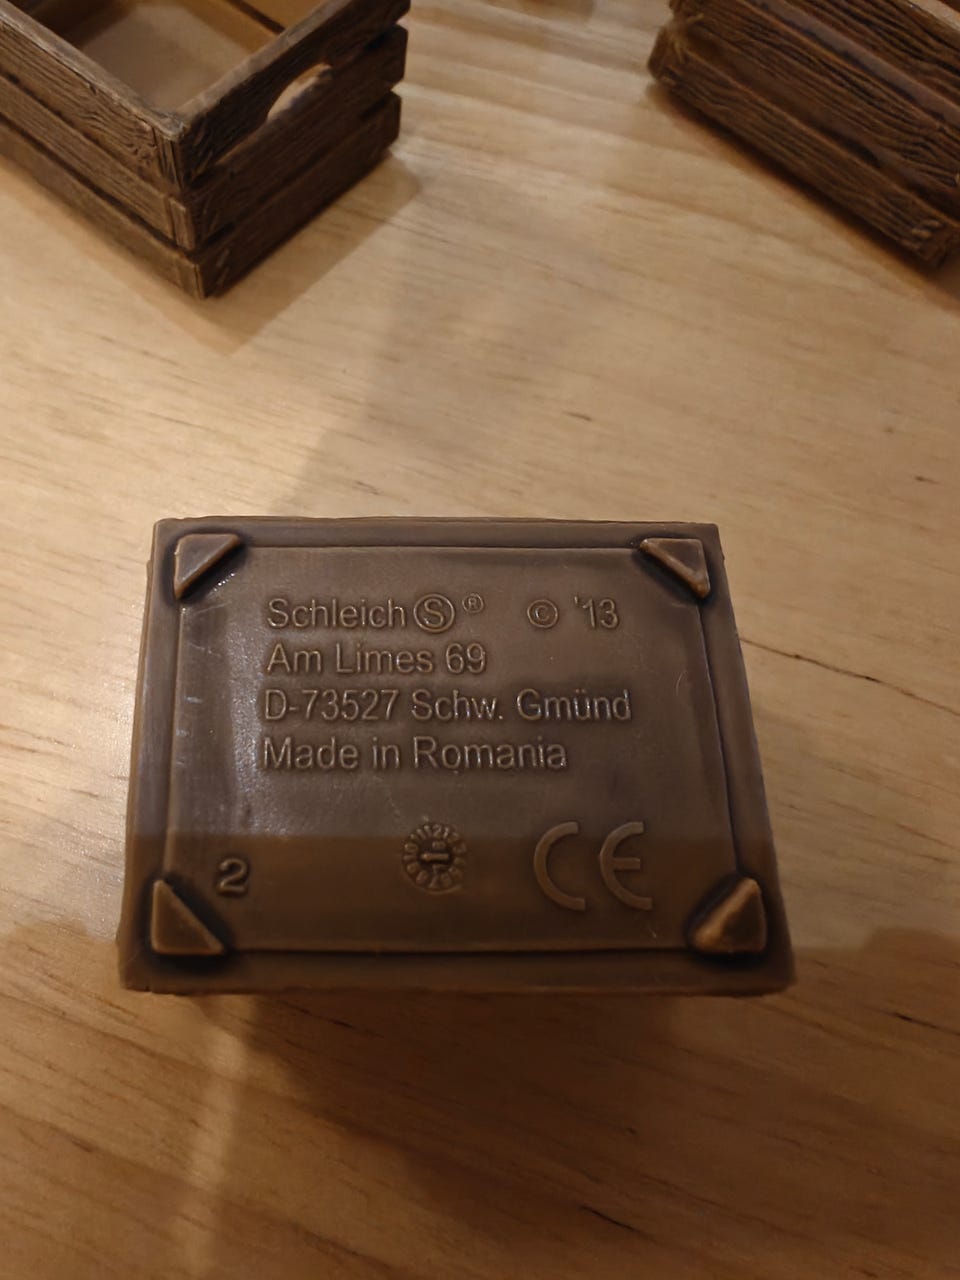 Schleich Ⓢ ® © '13
Am Limes 69
D-73527 Schw. Gmünd
Made in Romania
2 CE